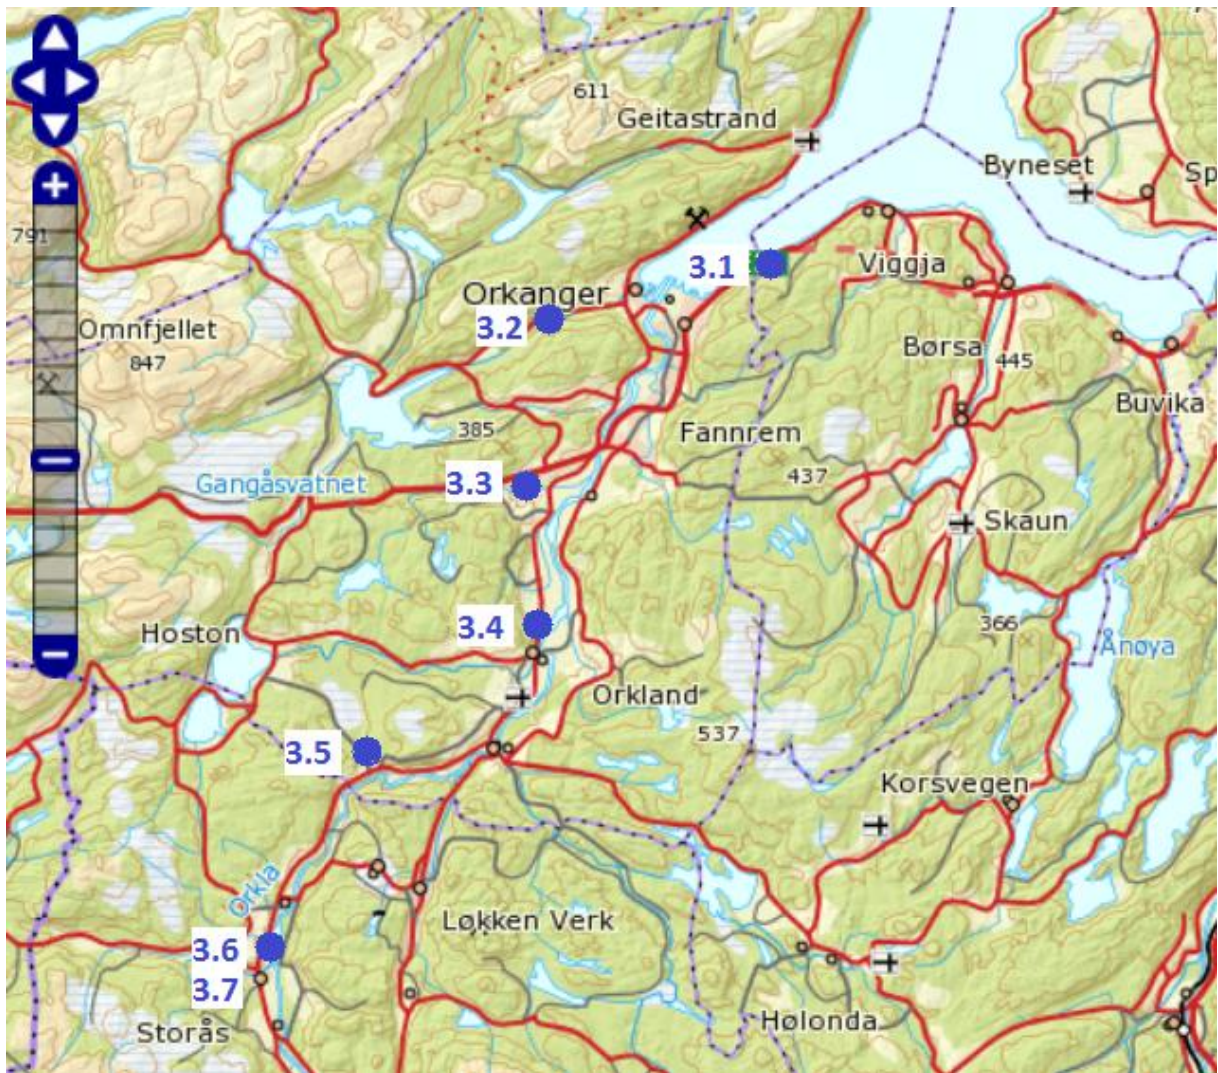 611
Geitastrand
Byneset
Sp
791
3.1
Viggja
Orkanger
3.2
Omnfjellet
847
Børsa
445
Buvika
385
Fannrem
437
Gangåsvatnet
3.3
Skaun
3.4
366
Hoston
Ånøya
Orkland
537
3.5
Korsvegen
Orkla
Løkken Verk
3.6
3.7
Storås
Hølonda